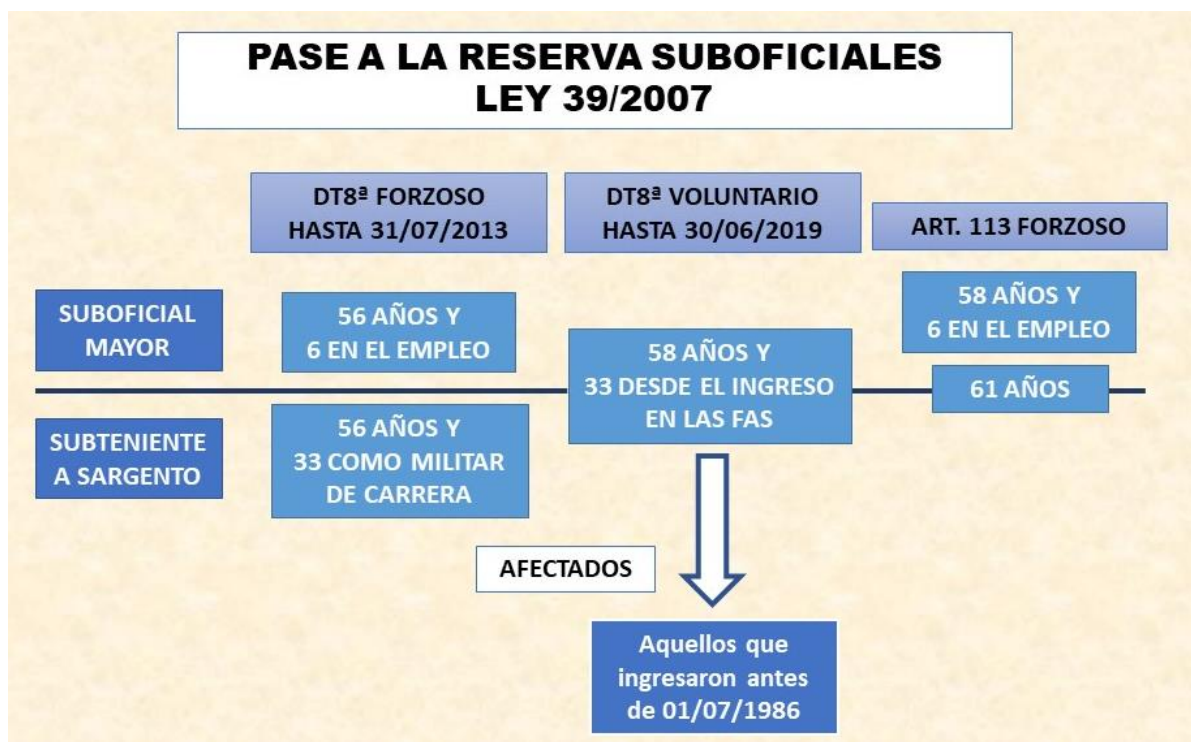 PASE A LA RESERVA SUBOFICIALES
LEY 39/2007
DT8ª FORZOSO
HASTA 31/07/2013
DT8ª VOLUNTARIO
HASTA 30/06/2019
ART. 113 FORZOSO
SUBOFICIAL
MAYOR
56 AÑOS Y
6 EN EL EMPLEO
58 AÑOS Y
33 DESDE EL INGRESO
EN LAS FAS
58 AÑOS Y
6 EN EL EMPLEO
61 AÑOS
SUBTENIENTE
A SARGENTO
56 AÑOS Y
33 COMO MILITAR
DE CARRERA
AFECTADOS
Aquellos que
ingresaron antes
de 01/07/1986